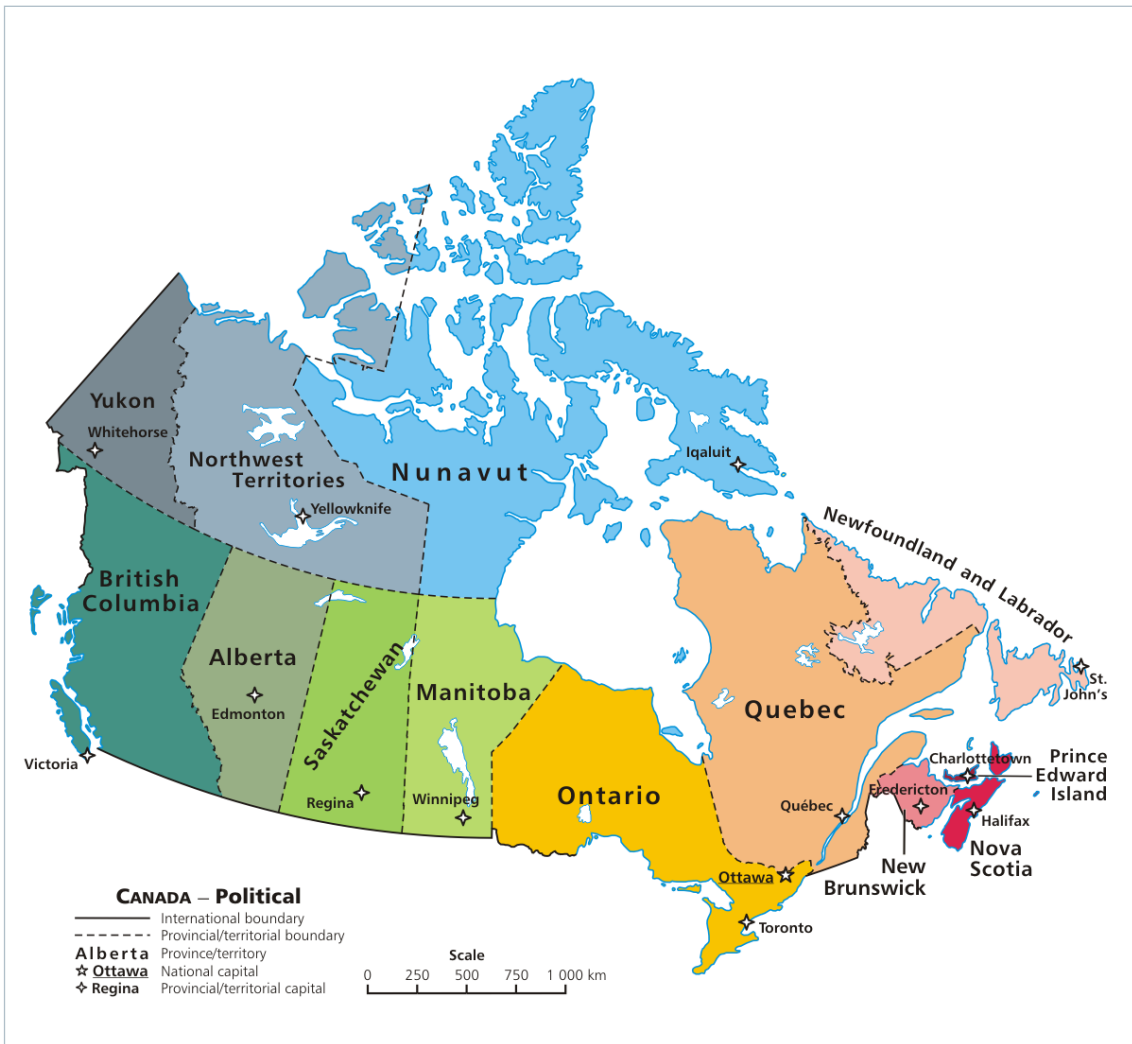 Yukon
Whitehorse
Northwest
Territories
Yellowknife
Nunavut
Iqaluit
Newfoundland and Labrador
St.
John's
British
Columbia
Victoria
Alberta
Edmonton
Saskatchewan
Regina
Manitoba
Winnipeg
Ontario
Ottawa
Toronto
Quebec
Québec
Charlottetown
Prince
Edward
Island
Fredericton
New
Brunswick
Halifax
Nova
Scotia
CANADA – Political
International boundary
Provincial/territorial boundary
Alberta Province/territory
Ottawa National capital
Regina Provincial/territorial capital
Scale
0 250 500 750 1 000 km